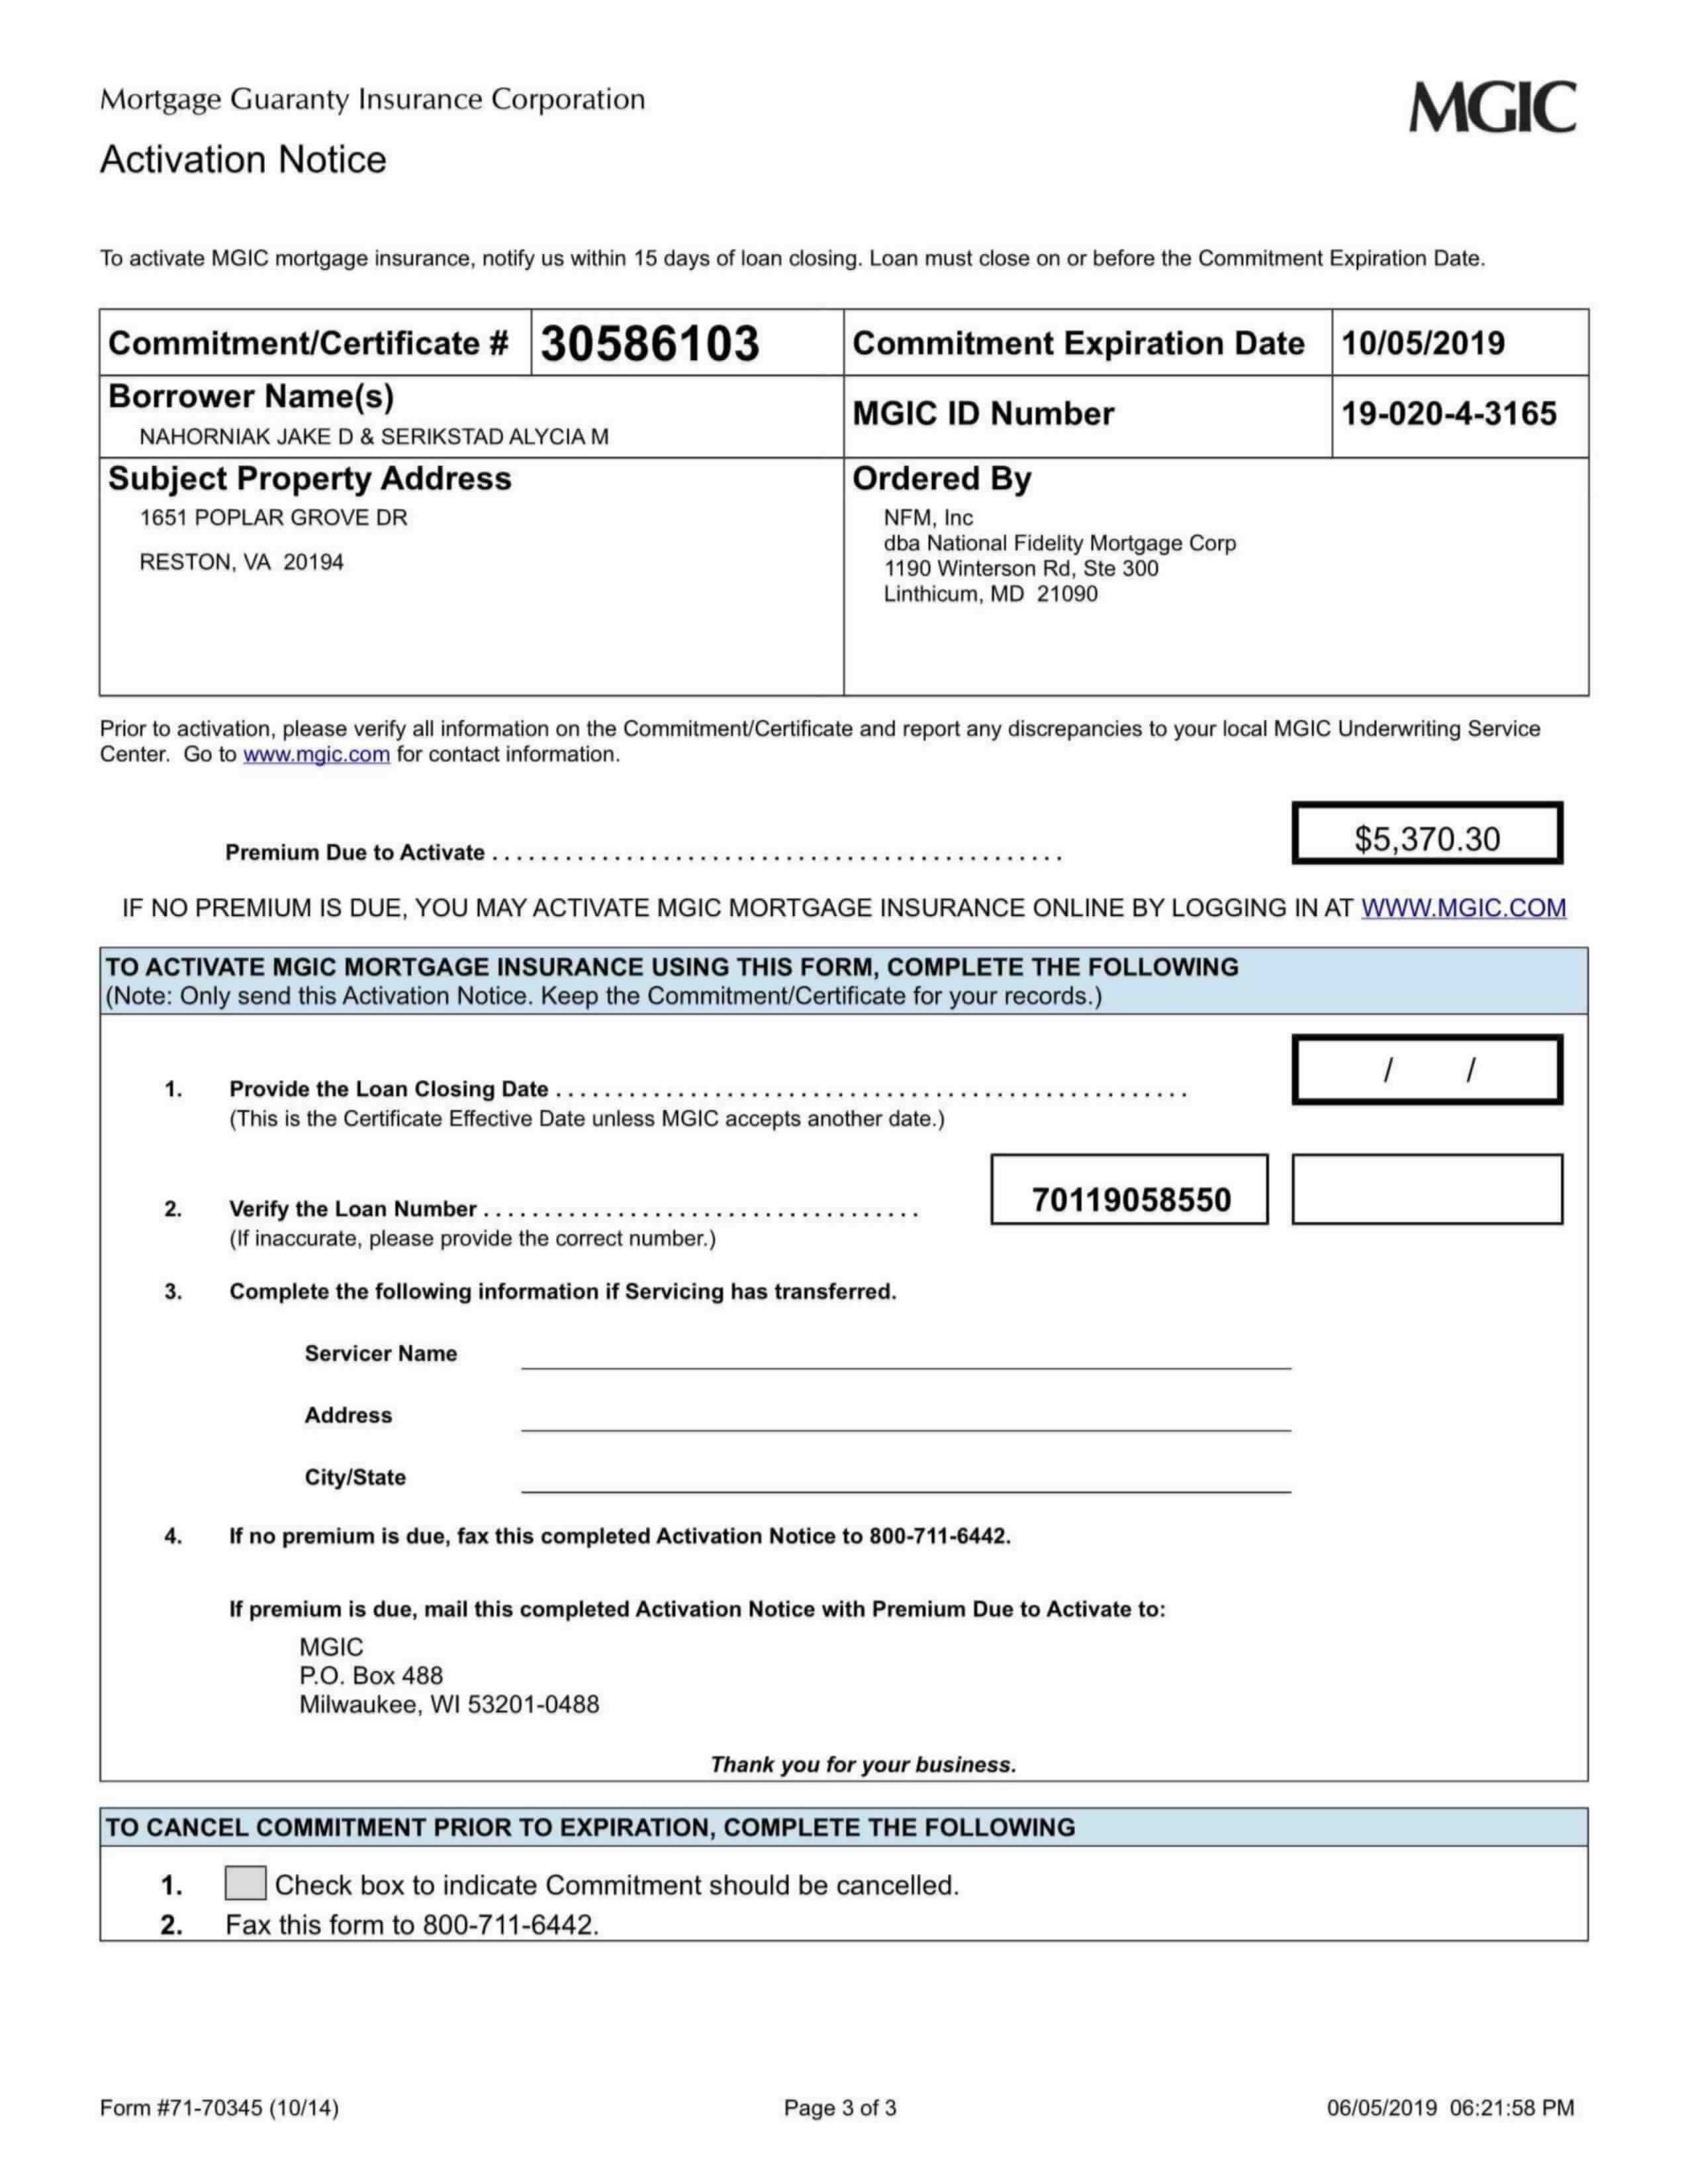 Mortgage Guaranty Insurance Corporation
MGIC
Activation Notice
To activate MGIC mortgage insurance, notify us within 15 days of loan closing. Loan must close on or before the Commitment Expiration Date.
Commitment/Certificate # 30586103 Commitment Expiration Date 10/05/2019
Borrower Name(s)
NAHORNIAK JAKE D & SERIKSTAD ALYCIA M
MGIC ID Number 19-020-4-3165
Subject Property Address
1651 POPLAR GROVE DR
RESTON, VA 20194
Ordered By
NFM, Inc
dba National Fidelity Mortgage Corp
1190 Winterson Rd, Ste 300
Linthicum, MD 21090
Prior to activation, please verify all information on the Commitment/Certificate and report any discrepancies to your local MGIC Underwriting Service
Center. Go to www.mgic.com for contact information.
Premium Due to Activate . . . . . . . . . . . . . . . . . . . . . . . . . . . . . . . . . . . . . . . . . . . . . . . $5,370.30
IF NO PREMIUM IS DUE, YOU MAY ACTIVATE MGIC MORTGAGE INSURANCE ONLINE BY LOGGING IN AT WWW.MGIC.COM
TO ACTIVATE MGIC MORTGAGE INSURANCE USING THIS FORM, COMPLETE THE FOLLOWING
(Note: Only send this Activation Notice. Keep the Commitment/Certificate for your records.)
1. Provide the Loan Closing Date . . . . . . . . . . . . . . . . . . . . . . . . . . . . . . . . . . . . . . . . . . . . . . . . . . . . / /
(This is the Certificate Effective Date unless MGIC accepts another date.)
2. Verify the Loan Number . . . . . . . . . . . . . . . . . . . . . . . . . . . . . . . . . . . . 70119058550
(If inaccurate, please provide the correct number.)
3. Complete the following information if Servicing has transferred.
Servicer Name
Address
City/State
4. If no premium is due, fax this completed Activation Notice to 800-711-6442.
If premium is due, mail this completed Activation Notice with Premium Due to Activate to:
MGIC
P.O. Box 488
Milwaukee, WI 53201-0488
Thank you for your business.
TO CANCEL COMMITMENT PRIOR TO EXPIRATION, COMPLETE THE FOLLOWING
1. Check box to indicate Commitment should be cancelled.
2. Fax this form to 800-711-6442.
Form #71-70345 (10/14) Page 3 of 3 06/05/2019 06:21:58 PM